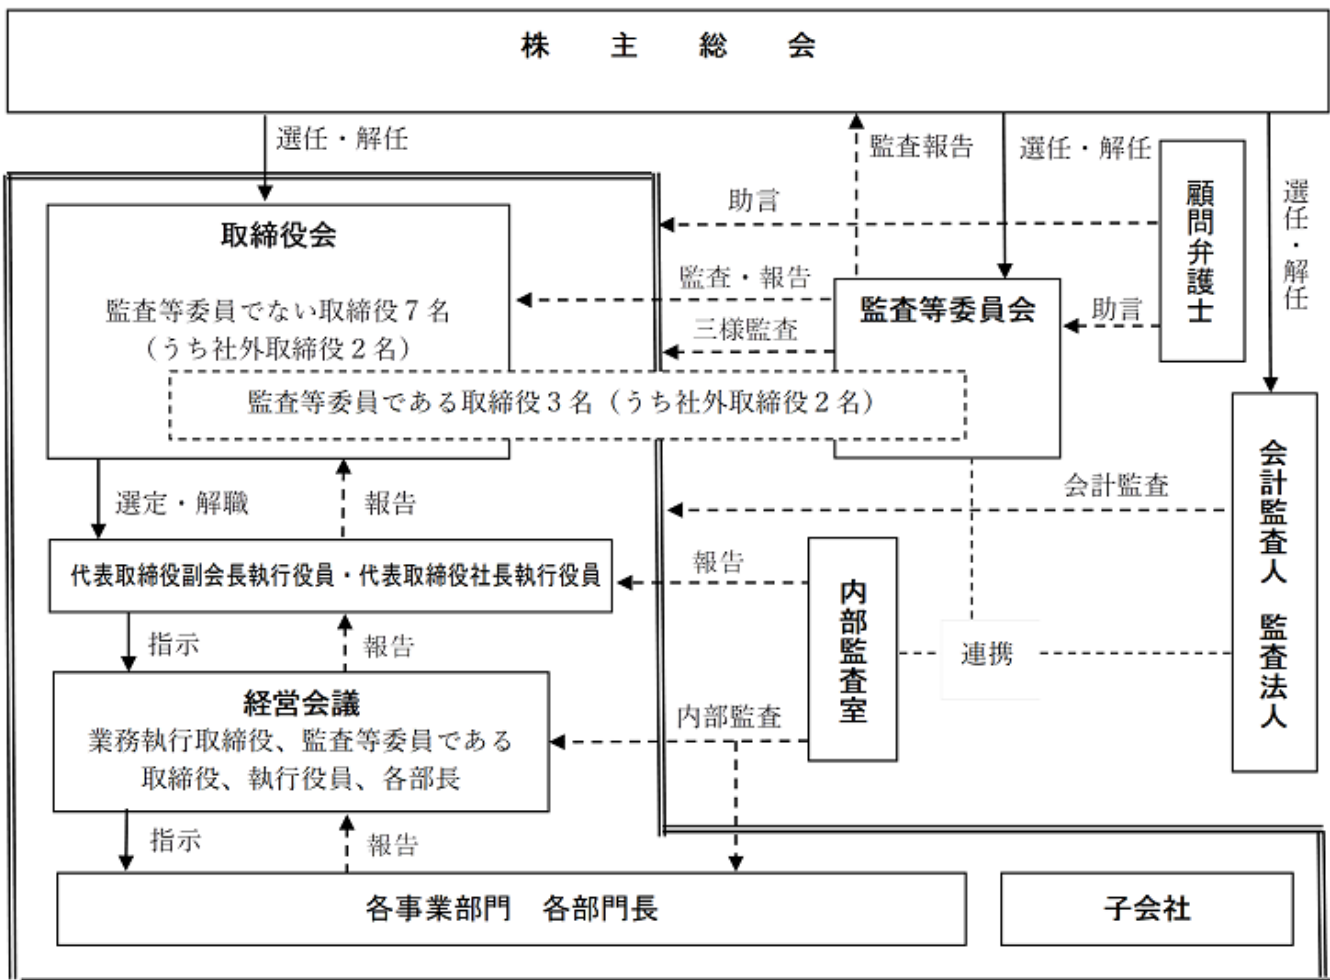 株主総会
選任・解任
監査報告
選任・解任
選任・解任
顧問弁護士
助言
取締役会
監査等委員でない取締役７名
（うち社外取締役２名）
監査・報告
三様監査
監査等委員会
助言
監査等委員である取締役３名（うち社外取締役２名）
選定・解職
報告
会計監査
会計監査人　監査法人
代表取締役副会長執行役員・代表取締役社長執行役員
報告
内部監査室
連携
指示
報告
経営会議
業務執行取締役、監査等委員である
取締役、執行役員、各部長
内部監査
指示
報告
各事業部門　各部門長
子会社